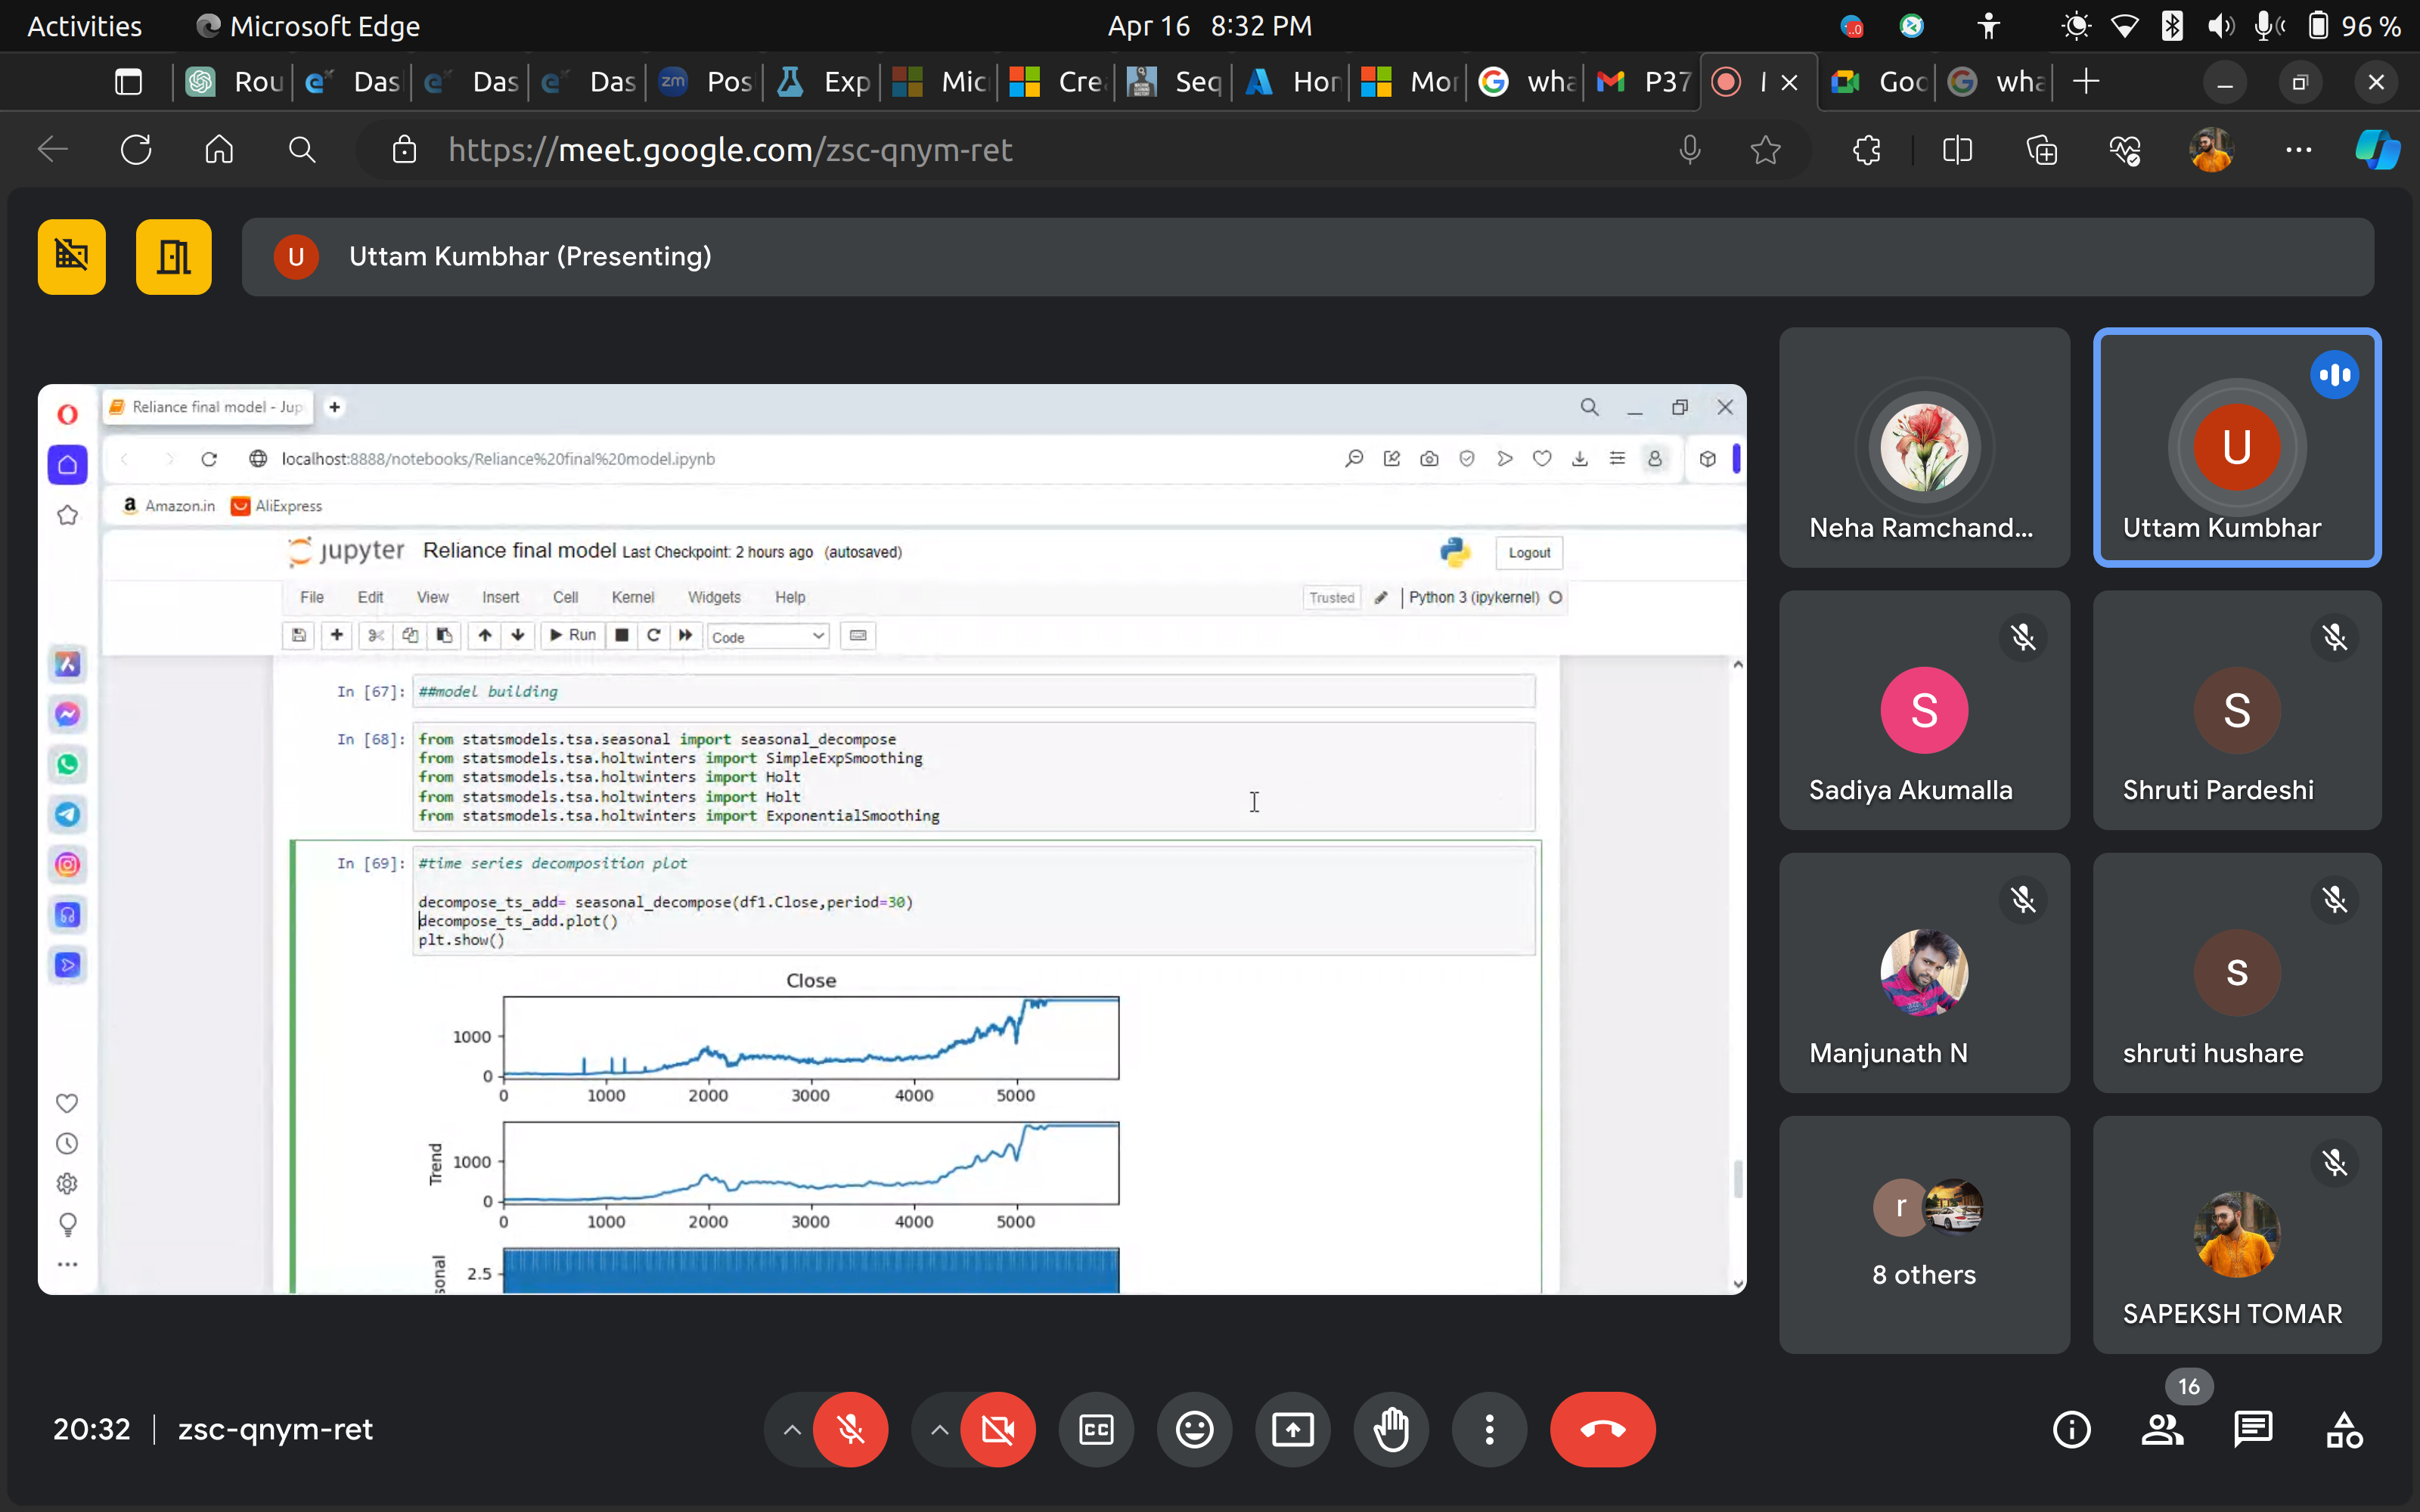 Activities Microsoft Edge Apr 16 8:32 PM 96 %
Rou Das Das Das Pos Exp Mic Cre Seq Hon Mor wha P37 Goo wha
https://meet.google.com/zsc-qnym-ret
U Uttam Kumbhar (Presenting)
Reliance final model - Jup
localhost:8888/notebooks/Reliance%20final%20model.ipynb
Amazon.in AliExpress
jupyter Reliance final model Last Checkpoint: 2 hours ago (autosaved) Logout
File Edit View Insert Cell Kernel Widgets Help Trusted Python 3 (ipykernel)
Run Code
In [67]: ##model building
In [68]: from statsmodels.tsa.seasonal import seasonal_decompose
from statsmodels.tsa.holtwinters import SimpleExpSmoothing
from statsmodels.tsa.holtwinters import Holt
from statsmodels.tsa.holtwinters import Holt
from statsmodels.tsa.holtwinters import ExponentialSmoothing
In [69]: #time series decomposition plot
decompose_ts_add= seasonal_decompose(df1.Close,period=30)
decompose_ts_add.plot()
plt.show()
Close
1000
0
0 1000 2000 3000 4000 5000
Trend
1000
0
0 1000 2000 3000 4000 5000
sonal
2.5
Neha Ramchand...
U
Uttam Kumbhar
S
Sadiya Akumalla
S
Shruti Pardeshi
Manjunath N
s
shruti hushare
r
8 others
SAPEKSH TOMAR
20:32 zsc-qnym-ret
CC
16